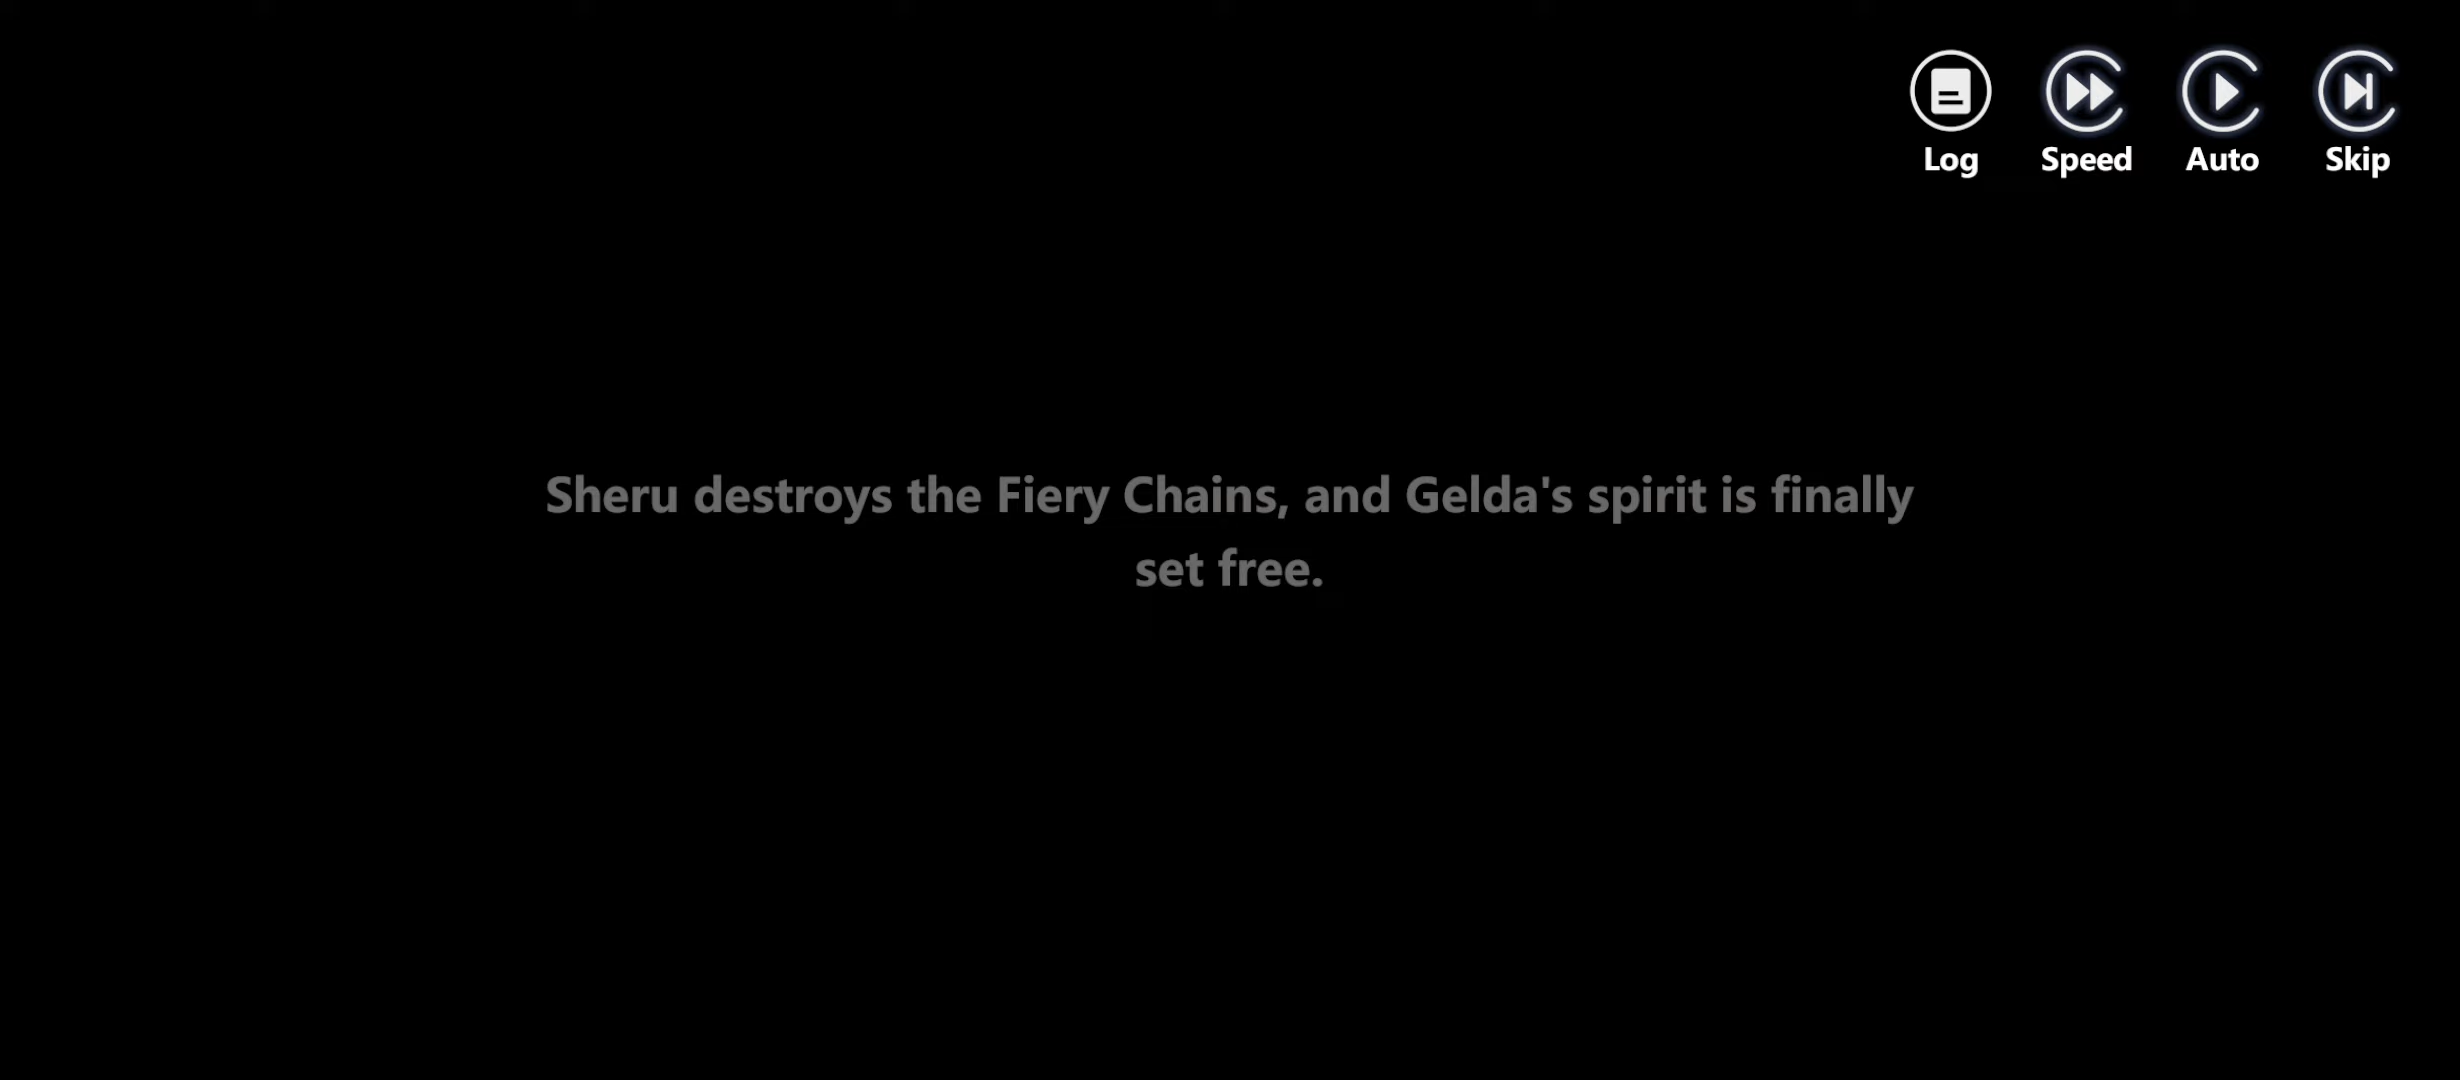 Log
Speed
Auto
Skip
Sheru destroys the Fiery Chains, and Gelda's spirit is finally
set free.